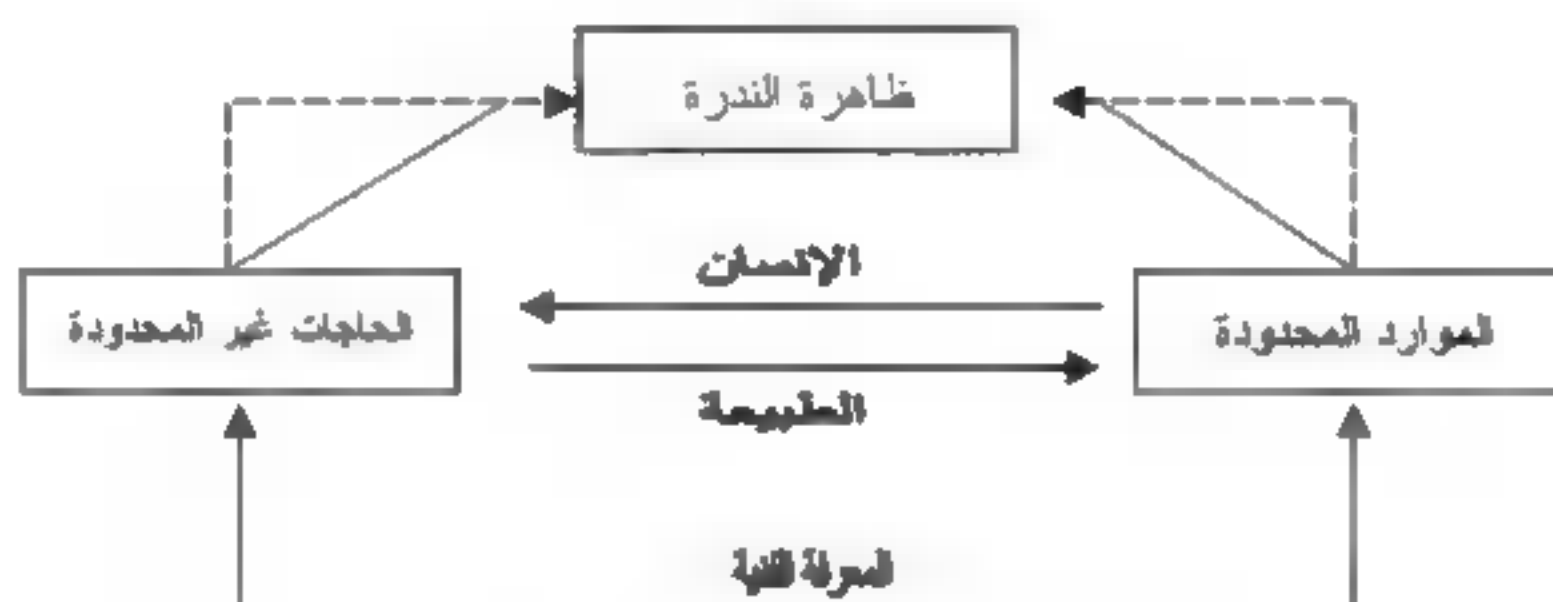 ظاهرة الندرة
الإنسان
الموارد المحدودة
الحاجات غير المحدودة
الطبيعة
المعرفة الفنية